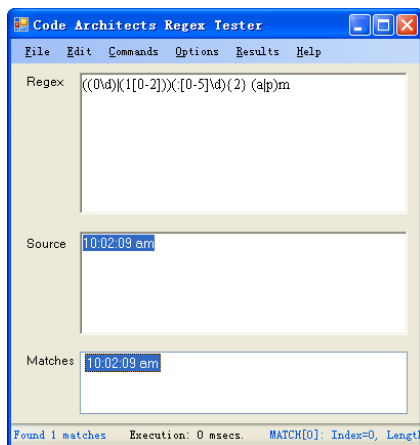 Code Architects Regex Tester
File Edit Commands Options Results Help
Regex
((0\d)|(1[0-2]))(:[0-5]\d){2} (a|p)m
Source
10:02:09 am
Matches
10:02:09 am
Found 1 matches Execution: 0 msecs. MATCH[0]: Index=0, Lengt